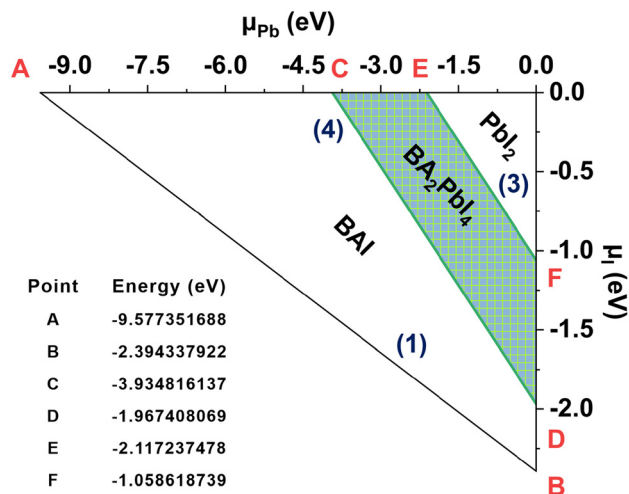 μPb (eV)
A -9.0 -7.5 -6.0 -4.5 C -3.0 E -1.5 0.0
0.0
PbI2
(4)
BA2PbI4
(3)
-0.5
BAI
-1.0
μI (eV)
F
Point Energy (eV)
A -9.577351688
-1.5
B -2.394337922
(1)
C -3.934816137
-2.0
D -1.967408069
D
E -2.117237478
F -1.058618739
B